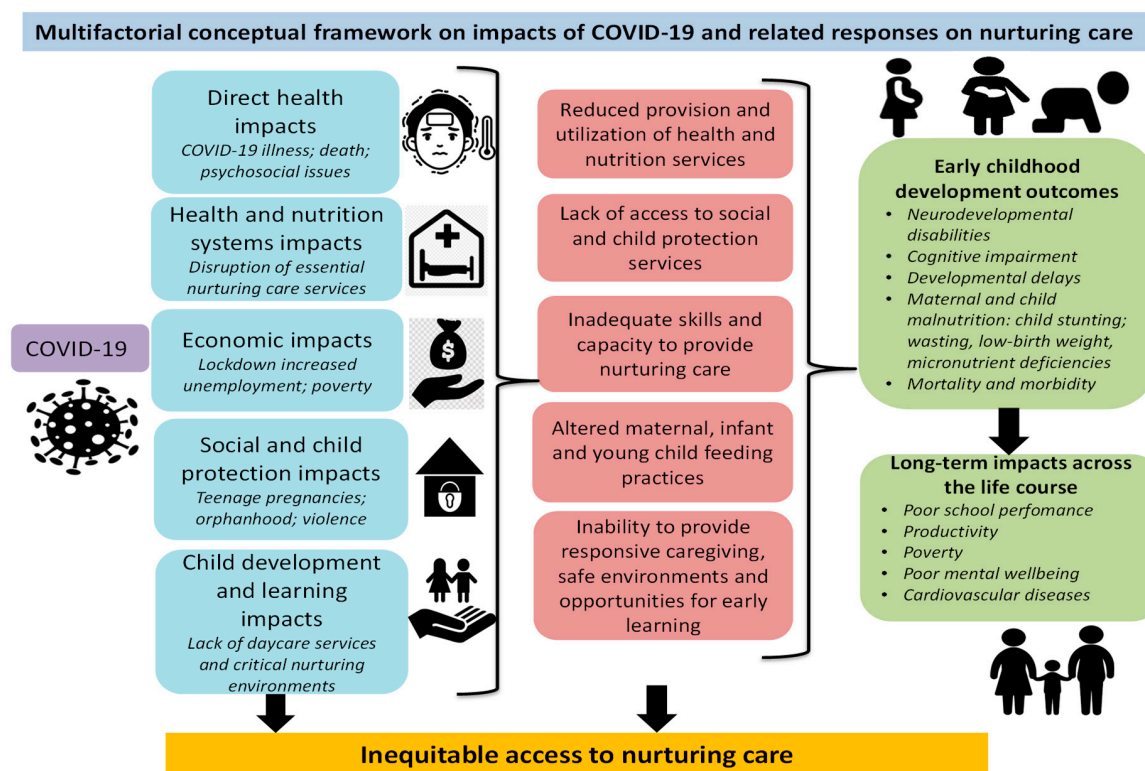 Multifactorial conceptual framework on impacts of COVID-19 and related responses on nurturing care
COVID-19
Direct health
impacts
COVID-19 illness; death;
psychosocial issues
Health and nutrition
systems impacts
Disruption of essential
nurturing care services
Economic impacts
Lockdown increased
unemployment; poverty
$
Social and child
protection impacts
Teenage pregnancies;
orphanhood; violence
Child development
and learning
impacts
Lack of daycare services
and critical nurturing
environments
Reduced provision and
utilization of health and
nutrition services
Lack of access to social
and child protection
services
Inadequate skills and
capacity to provide
nurturing care
Altered maternal, infant
and young child feeding
practices
Inability to provide
responsive caregiving,
safe environments and
opportunities for early
learning
Early childhood
development outcomes
• Neurodevelopmental
disabilities
• Cognitive impairment
• Developmental delays
• Maternal and child
malnutrition: child stunting;
wasting, low-birth weight,
micronutrient deficiencies
• Mortality and morbidity
Long-term impacts across
the life course
• Poor school perfomance
• Productivity
• Poverty
• Poor mental wellbeing
• Cardiovascular diseases
Inequitable access to nurturing care